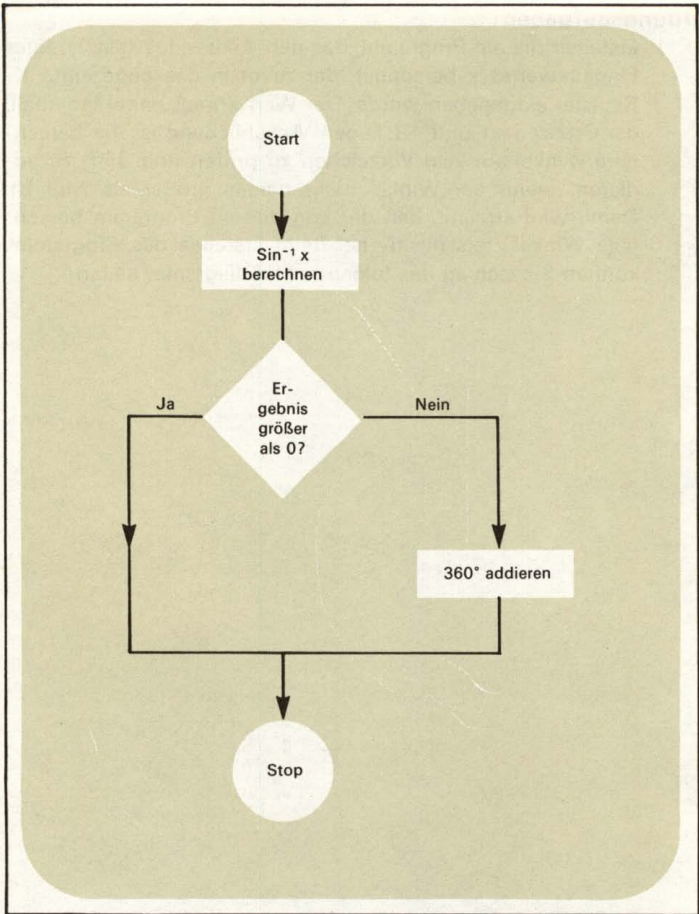 Start
Sin⁻¹ x
berechnen
Er-
gebnis
größer
als 0?
Ja
Nein
360° addieren
Stop